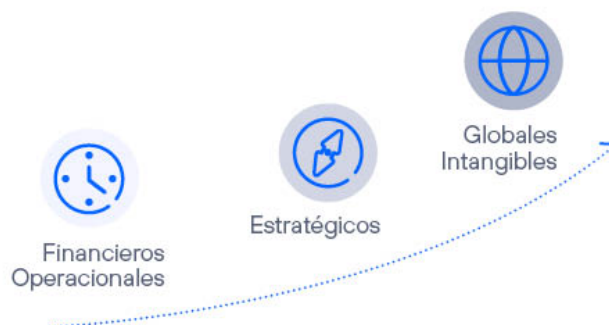 Globales
Intangibles
Estratégicos
Financieros
Operacionales